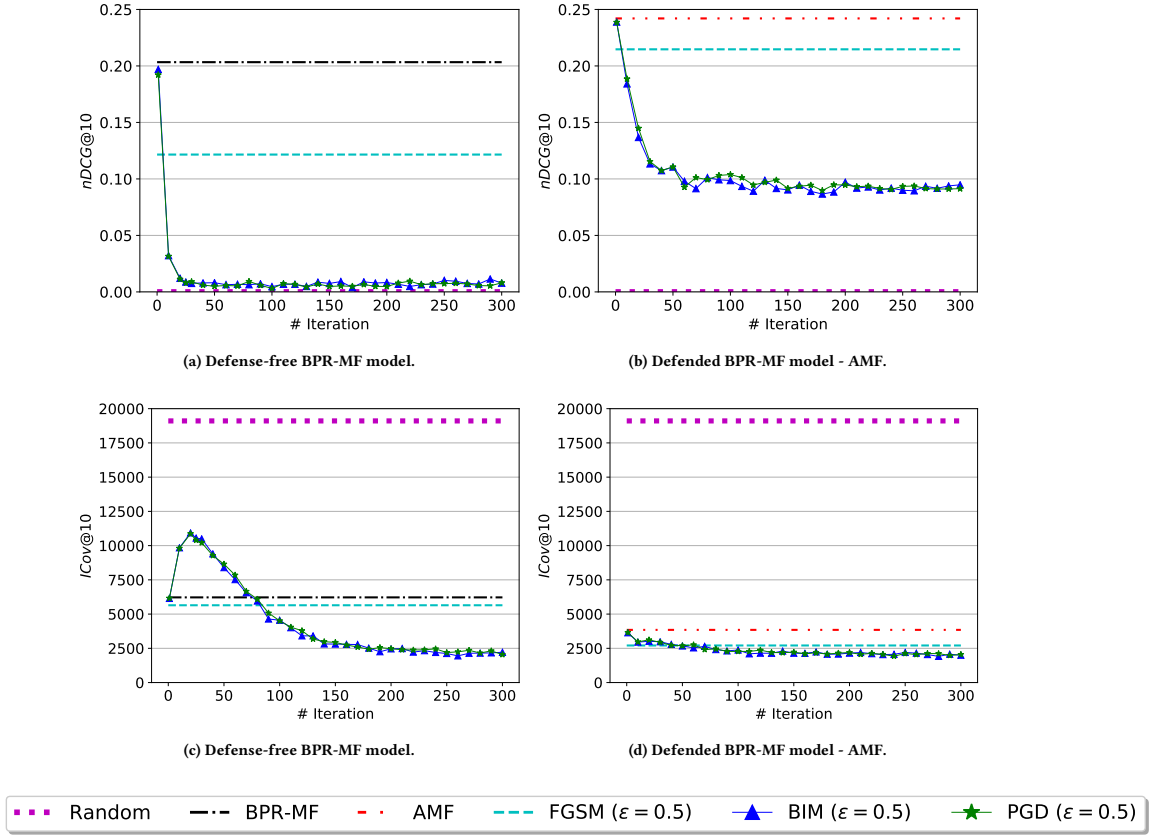 0.25
0.20
0.15
0.10
0.05
0.00
nDCG@10
0 50 100 150 200 250 300
# Iteration
(a) Defense-free BPR-MF model.
0.25
0.20
0.15
0.10
0.05
0.00
nDCG@10
0 50 100 150 200 250 300
# Iteration
(b) Defended BPR-MF model - AMF.
20000
17500
15000
12500
10000
7500
5000
2500
0
ICov@10
0 50 100 150 200 250 300
# Iteration
(c) Defense-free BPR-MF model.
20000
17500
15000
12500
10000
7500
5000
2500
0
ICov@10
0 50 100 150 200 250 300
# Iteration
(d) Defended BPR-MF model - AMF.
Random BPR-MF AMF FGSM (ε = 0.5) BIM (ε = 0.5) PGD (ε = 0.5)